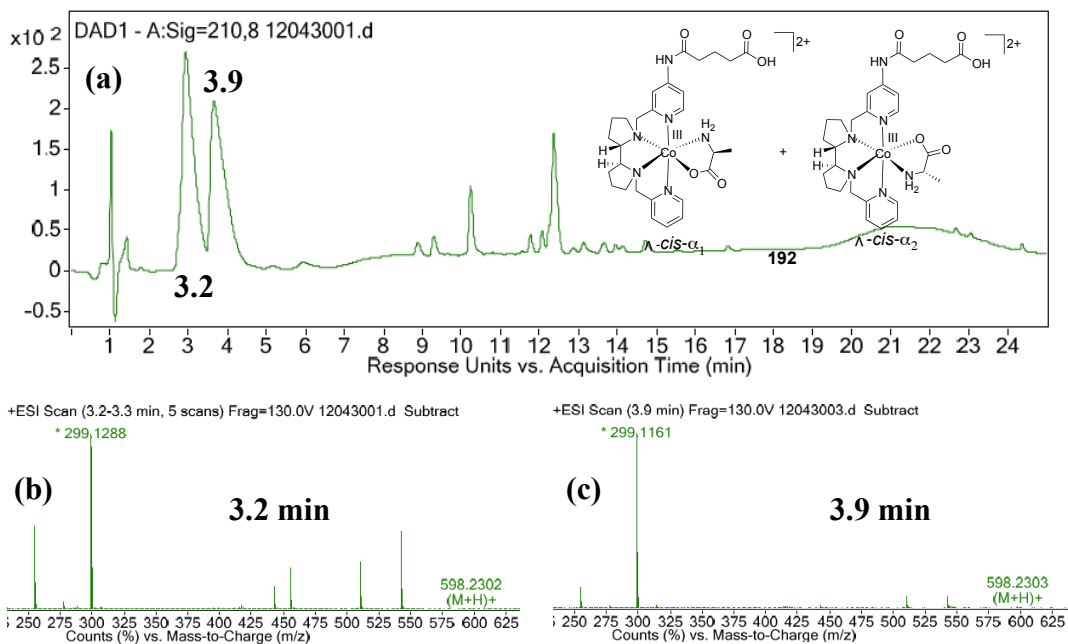 DAD1 - A:Sig=210,8 12043001.d
x10 2
2.5
2
1.5
1
0.5
0
-0.5
(a)
3.9
3.2
1 2 3 4 5 6 7 8 9 10 11 12 13 14 15 16 17 18 19 20 21 22 23 24
Response Units vs. Acquisition Time (min)
O
O
HN
OH
2+
N
N
III
H2
N
H
Co
H
N
O
O
N
Λ-cis-α1
+
192
O
O
HN
OH
2+
N
N
III
O
O
H
Co
H
N
N
H2
N
Λ-cis-α2
+ESI Scan (3.2-3.3 min, 5 scans) Frag=130.0V 12043001.d Subtract
* 299.1288
(b)
3.2 min
598.2302
(M+H)+
250 275 300 325 350 375 400 425 450 475 500 525 550 575 600 625
Counts (%) vs. Mass-to-Charge (m/z)
+ESI Scan (3.9 min) Frag=130.0V 12043003.d Subtract
* 299.1161
(c)
3.9 min
598.2303
(M+H)+
250 275 300 325 350 375 400 425 450 475 500 525 550 575 600 625
Counts (%) vs. Mass-to-Charge (m/z)